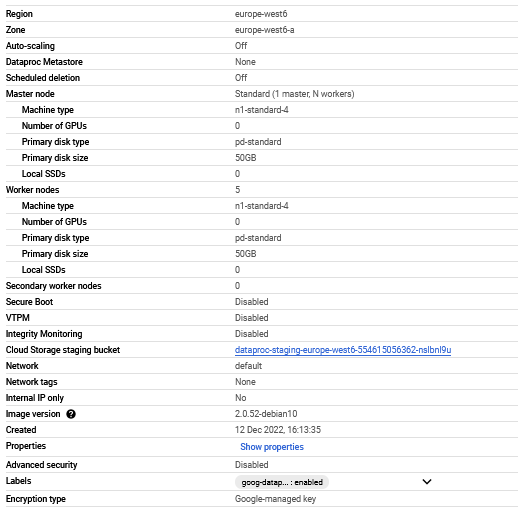 Region europe-west6
Zone europe-west6-a
Auto-scaling Off
Dataproc Metastore None
Scheduled deletion Off
Master node Standard (1 master, N workers)
Machine type n1-standard-4
Number of GPUs 0
Primary disk type pd-standard
Primary disk size 50GB
Local SSDs 0
Worker nodes 5
Machine type n1-standard-4
Number of GPUs 0
Primary disk type pd-standard
Primary disk size 50GB
Local SSDs 0
Secondary worker nodes 0
Secure Boot Disabled
VTPM Disabled
Integrity Monitoring Disabled
Cloud Storage staging bucket dataproc-staging-europe-west6-554615056362-nslbnl9u
Network default
Network tags None
Internal IP only No
Image version ? 2.0.52-debian10
Created 12 Dec 2022, 16:13:35
Properties Show properties
Advanced security Disabled
Labels goog-datap... : enabled
Encryption type Google-managed key